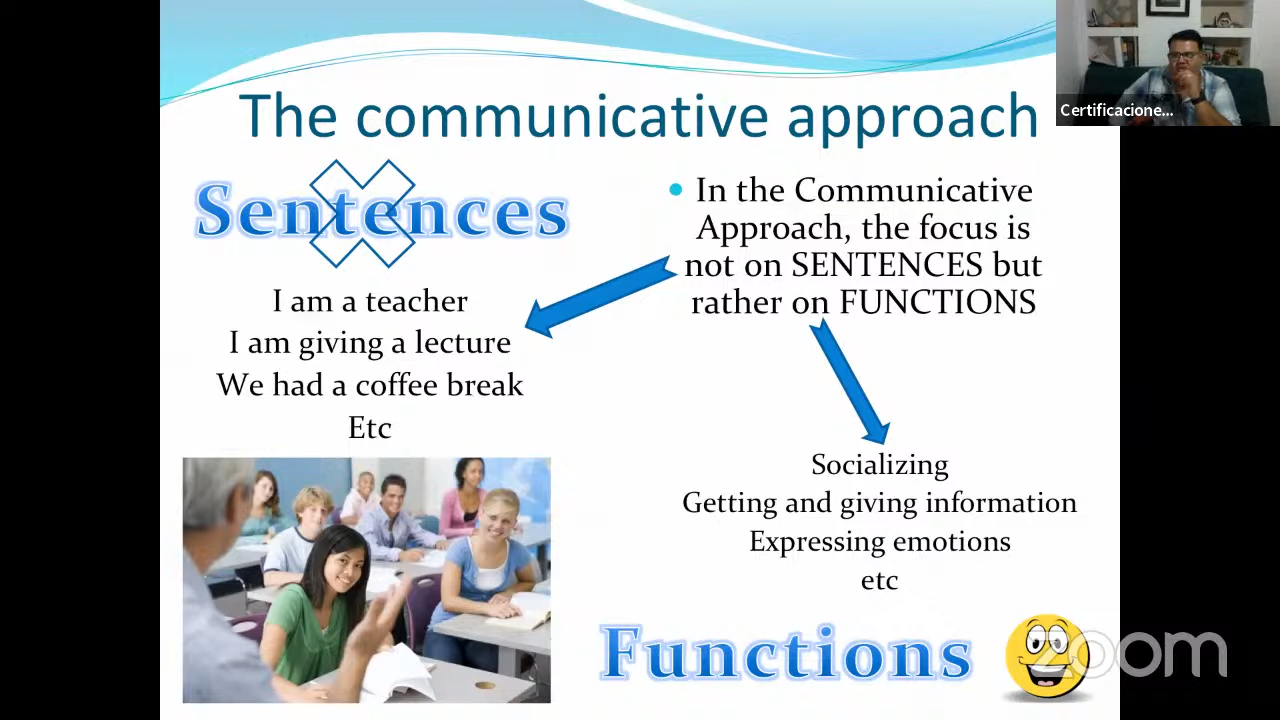 The communicative approach
Certificacione...
Sentences
I am a teacher
I am giving a lecture
We had a coffee break
Etc
In the Communicative
Approach, the focus is
not on SENTENCES but
rather on FUNCTIONS
Socializing
Getting and giving information
Expressing emotions
etc
Functions
zoom